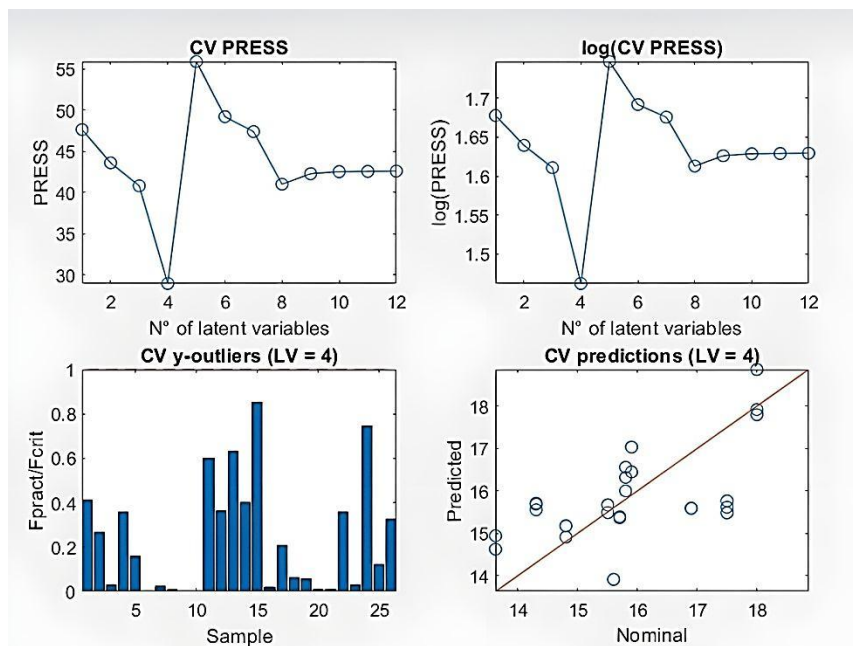 CV PRESS
55
50
45
40
35
30
PRESS
2 4 6 8 10 12
N° of latent variables
log(CV PRESS)
1.7
1.65
1.6
1.55
1.5
log(PRESS)
2 4 6 8 10 12
N° of latent variables
CV y-outliers (LV = 4)
1
0.8
0.6
0.4
0.2
0
Fpract/Fcrit
5 10 15 20 25
Sample
CV predictions (LV = 4)
18
17
16
15
14
Predicted
14 15 16 17 18
Nominal